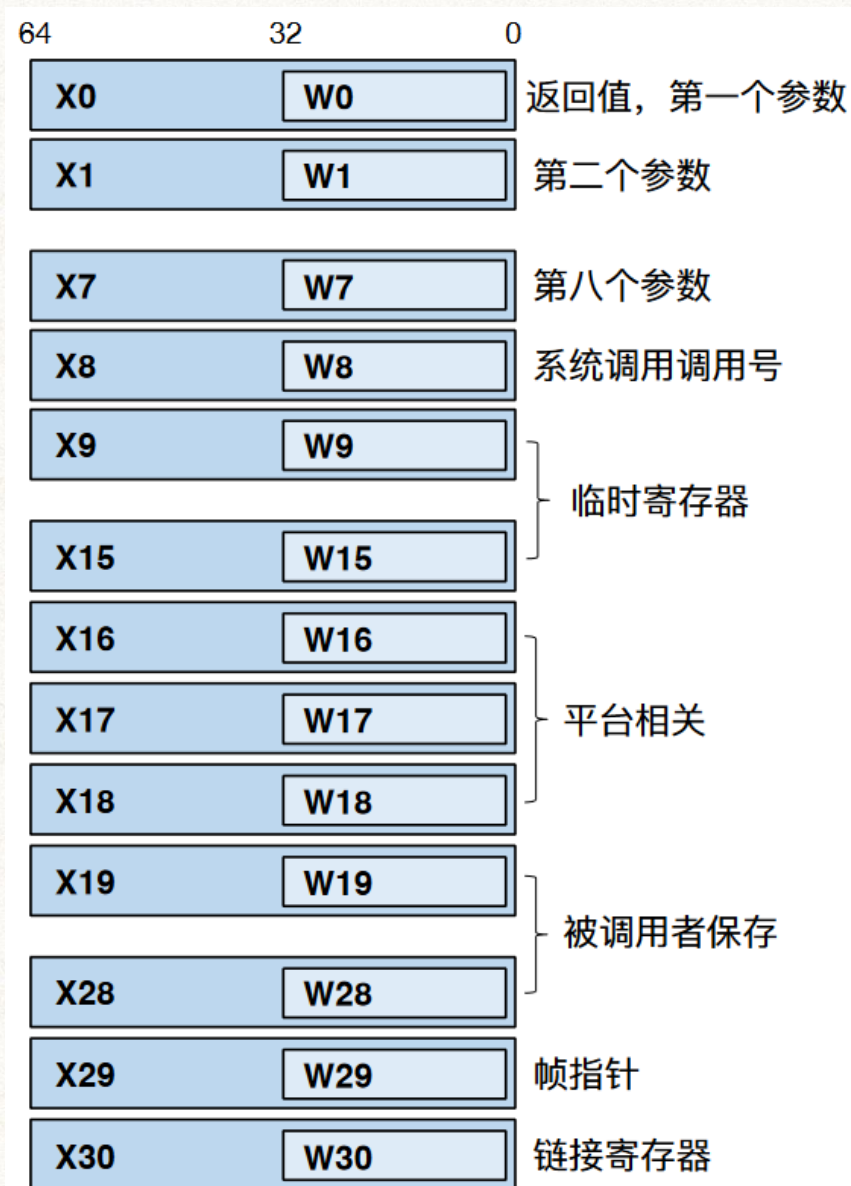 64 32 0
X0 W0 返回值，第一个参数
X1 W1 第二个参数
X7 W7 第八个参数
X8 W8 系统调用调用号
X9 W9
临时寄存器
X15 W15
X16 W16
X17 W17 平台相关
X18 W18
X19 W19
被调用者保存
X28 W28
X29 W29 帧指针
X30 W30 链接寄存器